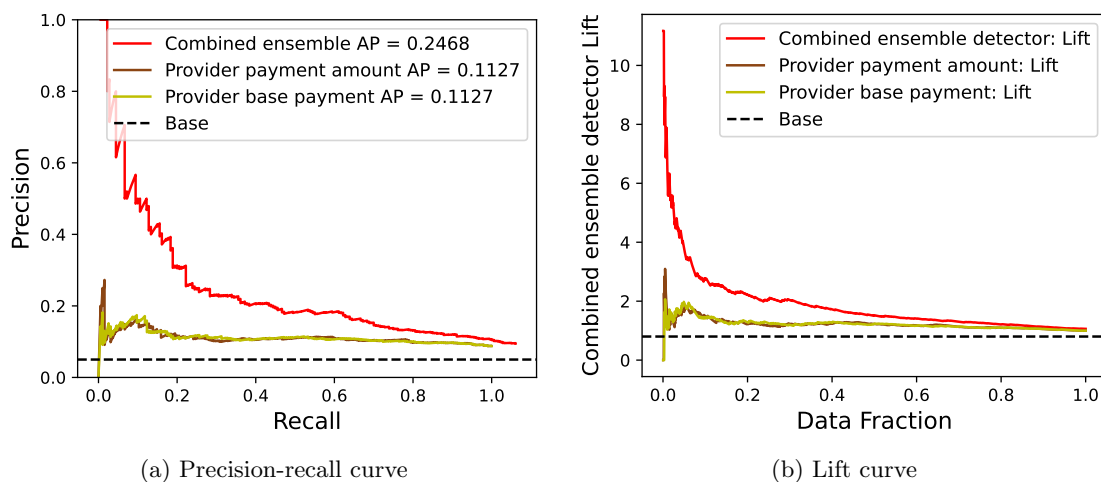 Combined ensemble AP = 0.2468
Provider payment amount AP = 0.1127
Provider base payment AP = 0.1127
Base
Precision
1.0
0.8
0.6
0.4
0.2
0.0
0.0 0.2 0.4 0.6 0.8 1.0
Recall
(a) Precision-recall curve
Combined ensemble detector: Lift
Provider payment amount: Lift
Provider base payment: Lift
Base
Combined ensemble detector Lift
10
8
6
4
2
0
0.0 0.2 0.4 0.6 0.8 1.0
Data Fraction
(b) Lift curve